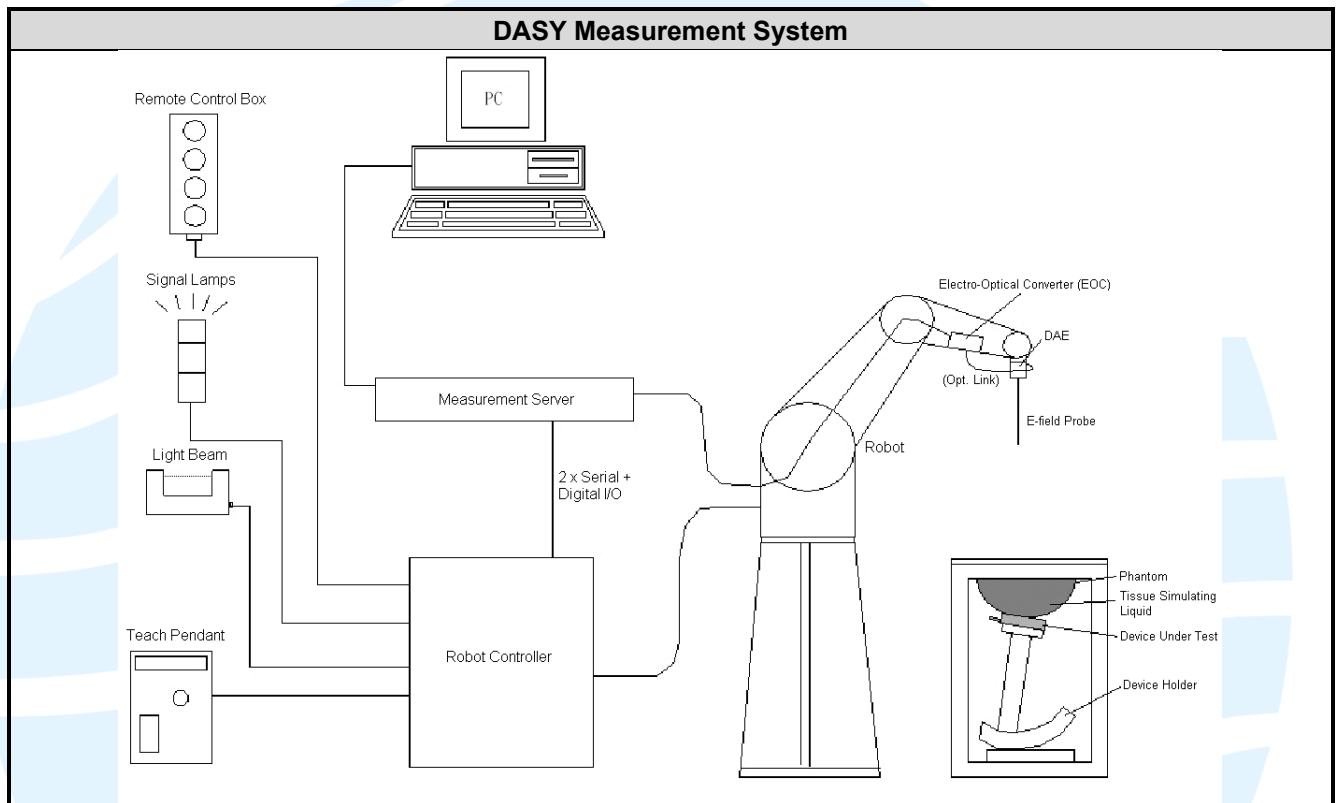 DASY Measurement System
PC
Remote Control Box
Signal Lamps
Electro-Optical Converter (EOC)
DAE
(Opt. Link)
Measurement Server
E-field Probe
Light Beam
Robot
2 x Serial +
Digital I/O
Phantom
Tissue Simulating
Liquid
Teach Pendant
Device Under Test
Robot Controller
Device Holder